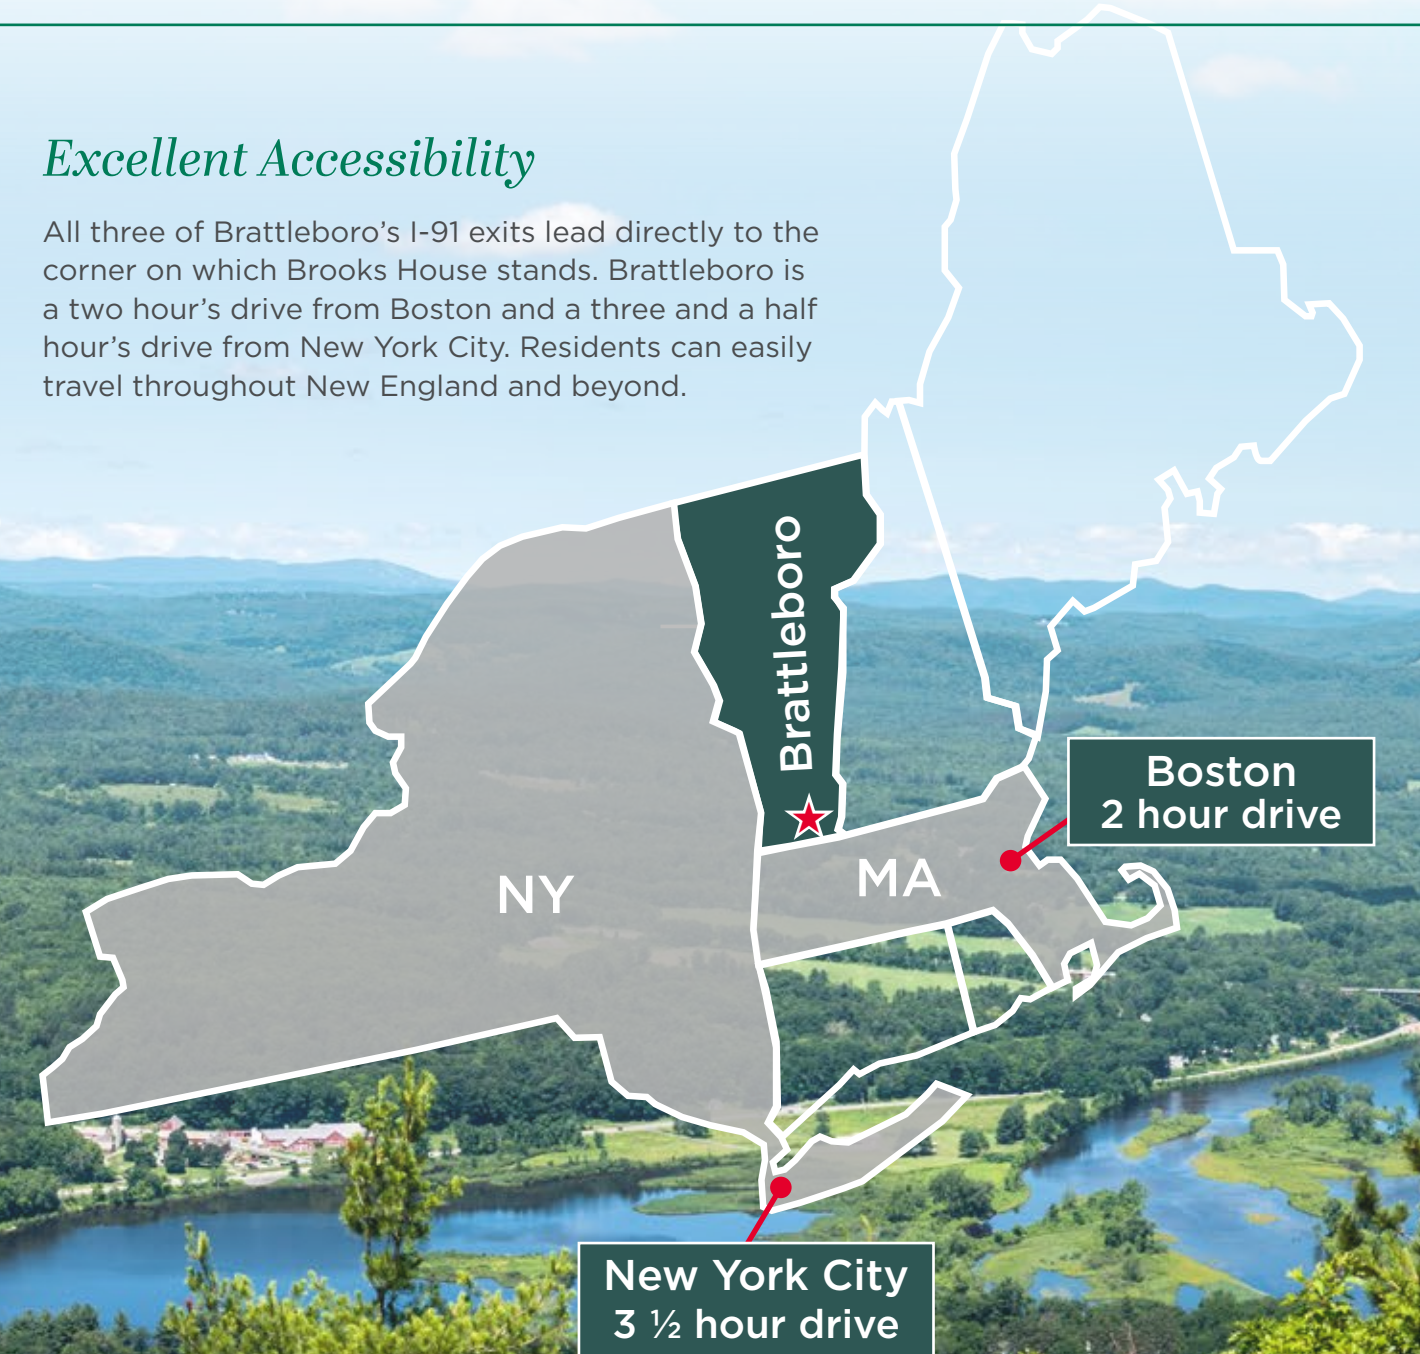 Excellent Accessibility
All three of Brattleboro’s I-91 exits lead directly to the
corner on which Brooks House stands. Brattleboro is
a two hour’s drive from Boston and a three and a half
hour’s drive from New York City. Residents can easily
travel throughout New England and beyond.
Brattleboro
Boston
2 hour drive
NY
MA
New York City
3 ½ hour drive